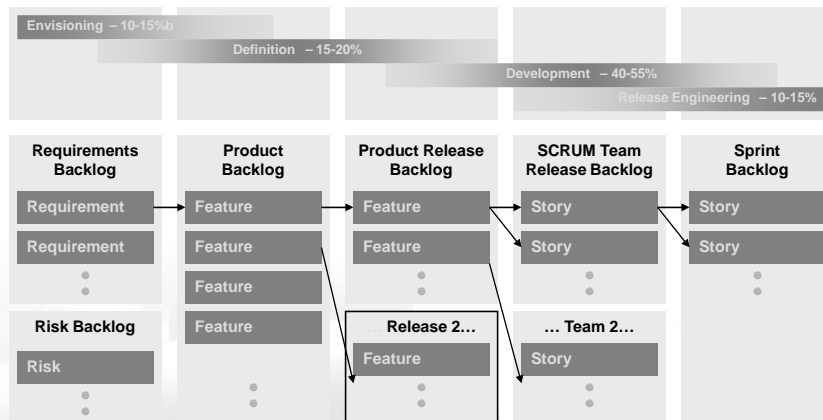 Envisioning – 10-15%b
Definition – 15-20%
Development – 40-55%
Release Engineering – 10-15%
Requirements
Backlog
Requirement
Requirement
Risk Backlog
Risk
Product
Backlog
Feature
Feature
Feature
Feature
Product Release
Backlog
Feature
Feature
… Release 2…
Feature
SCRUM Team
Release Backlog
Story
Story
… Team 2…
Story
Sprint
Backlog
Story
Story